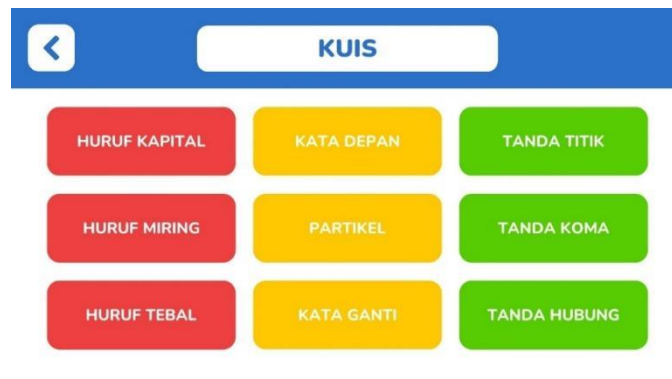 KUIS
HURUF KAPITAL
KATA DEPAN
TANDA TITIK
HURUF MIRING
PARTIKEL
TANDA KOMA
HURUF TEBAL
KATA GANTI
TANDA HUBUNG